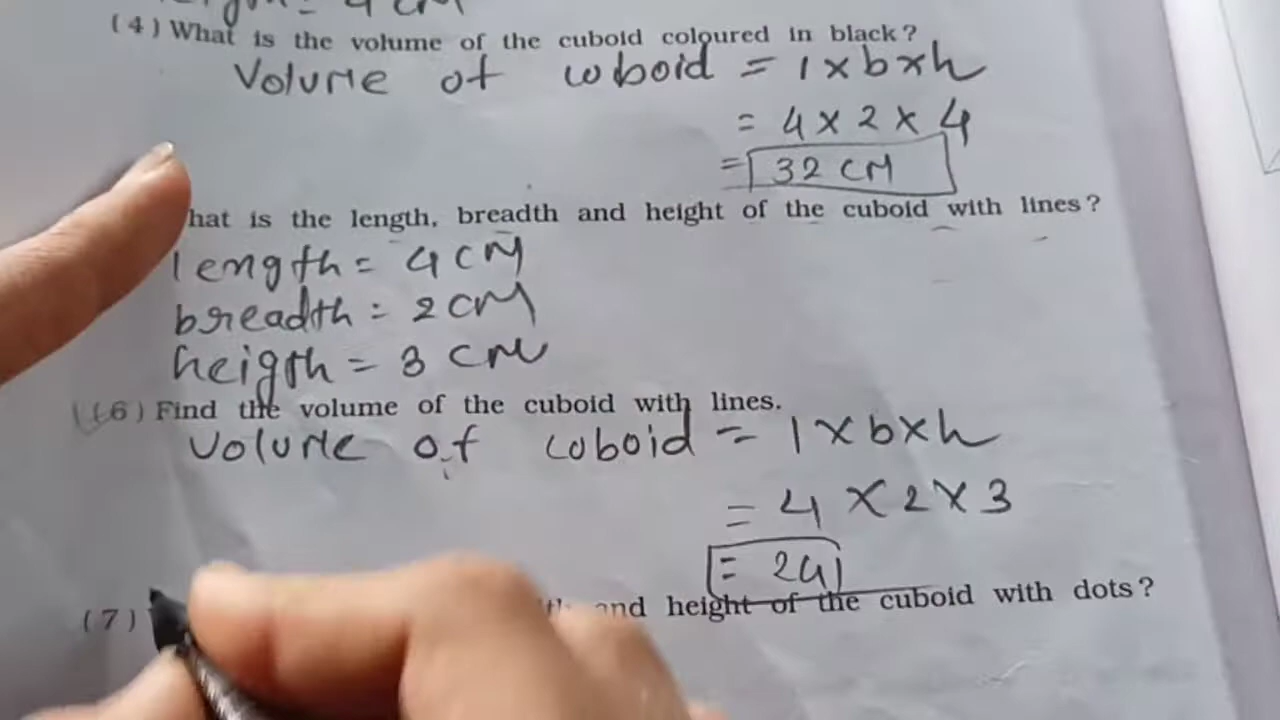 = 4 cm
(4) What is the volume of the cuboid coloured in black?
Volume of cuboid = l x b x h
= 4 x 2 x 4
= 32 cm
hat is the length, breadth and height of the cuboid with lines?
length = 4 cm
breadth = 2 cm
heigth = 3 cm
(6) Find the volume of the cuboid with lines.
volume of coboid = l x b x h
= 4 x 2 x 3
= 24
(7) and height of the cuboid with dots?